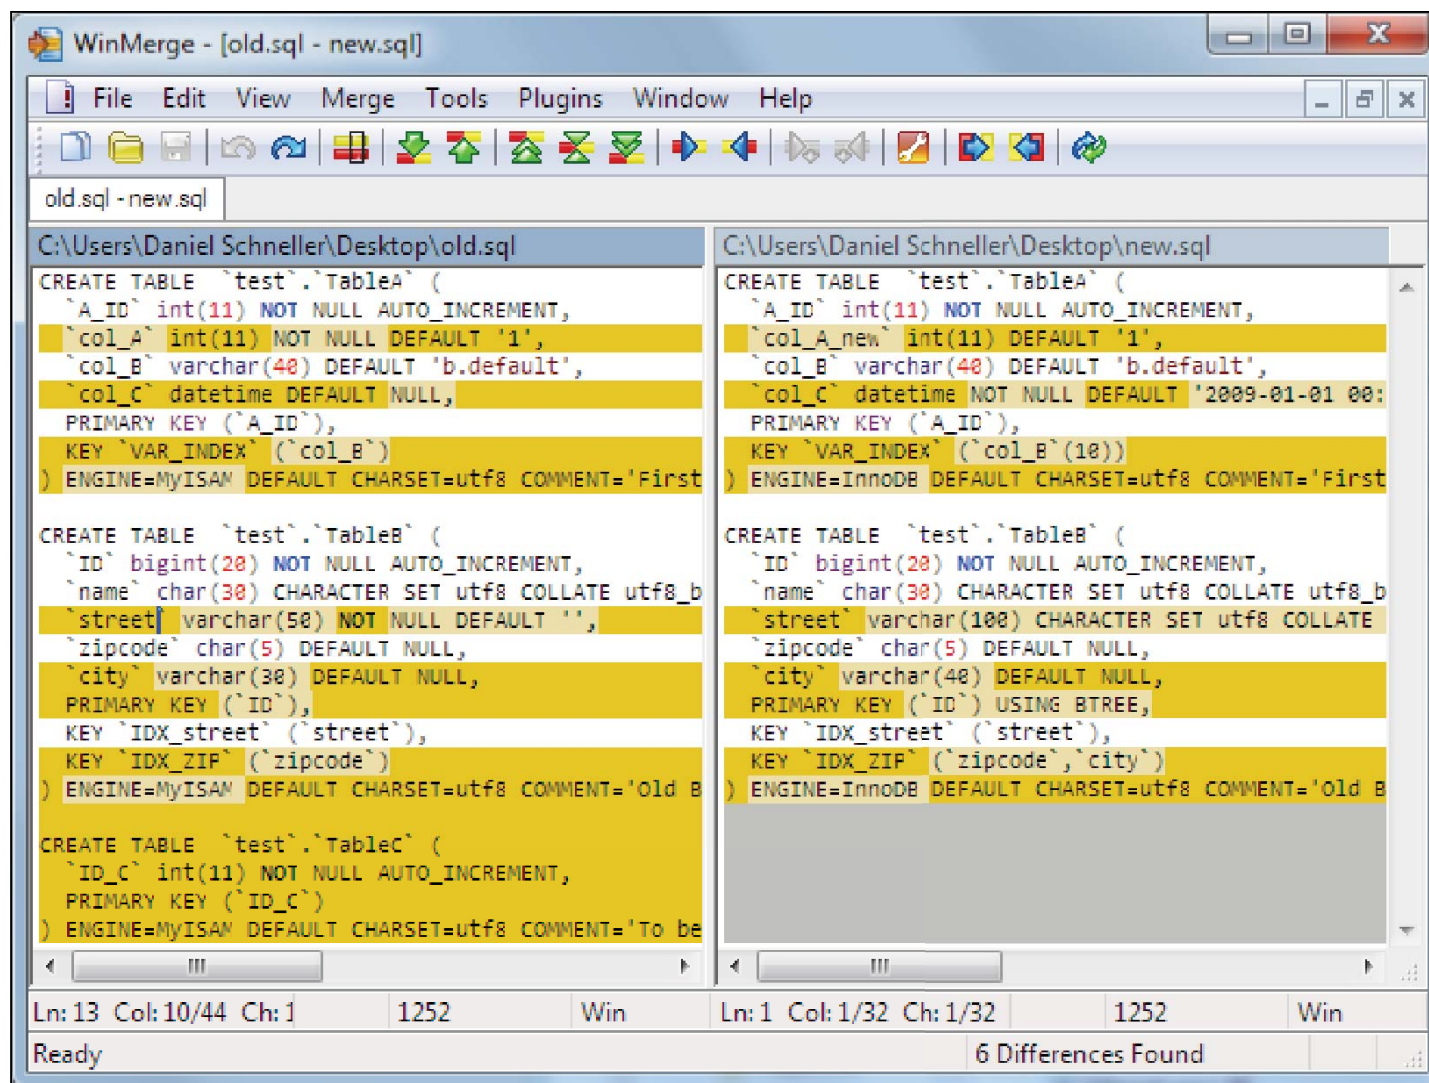 WinMerge - [old.sql - new.sql]
File Edit View Merge Tools Plugins Window Help
old.sql - new.sql
C:\Users\Daniel Schneller\Desktop\old.sql
CREATE TABLE  `test`.`TableA` (
  `A_ID` int(11) NOT NULL AUTO_INCREMENT,
  `col_A` int(11) NOT NULL DEFAULT '1',
  `col_B` varchar(40) DEFAULT 'b.default',
  `col_C` datetime DEFAULT NULL,
  PRIMARY KEY (`A_ID`),
  KEY `VAR_INDEX` (`col_B`)
) ENGINE=MyISAM DEFAULT CHARSET=utf8 COMMENT='First
CREATE TABLE  `test`.`TableB` (
  `ID` bigint(20) NOT NULL AUTO_INCREMENT,
  `name` char(30) CHARACTER SET utf8 COLLATE utf8_b
  `street` varchar(50) NOT NULL DEFAULT '',
  `zipcode` char(5) DEFAULT NULL,
  `city` varchar(30) DEFAULT NULL,
  PRIMARY KEY (`ID`),
  KEY `IDX_street` (`street`),
  KEY `IDX_ZIP` (`zipcode`)
) ENGINE=MyISAM DEFAULT CHARSET=utf8 COMMENT='Old B
CREATE TABLE  `test`.`TableC` (
  `ID_C` int(11) NOT NULL AUTO_INCREMENT,
  PRIMARY KEY (`ID_C`)
) ENGINE=MyISAM DEFAULT CHARSET=utf8 COMMENT='To be
C:\Users\Daniel Schneller\Desktop\new.sql
CREATE TABLE  `test`.`TableA` (
  `A_ID` int(11) NOT NULL AUTO_INCREMENT,
  `col_A_new` int(11) DEFAULT '1',
  `col_B` varchar(40) DEFAULT 'b.default',
  `col_C` datetime NOT NULL DEFAULT '2009-01-01 00:
  PRIMARY KEY (`A_ID`),
  KEY `VAR_INDEX` (`col_B`(10))
) ENGINE=InnoDB DEFAULT CHARSET=utf8 COMMENT='First
CREATE TABLE  `test`.`TableB` (
  `ID` bigint(20) NOT NULL AUTO_INCREMENT,
  `name` char(30) CHARACTER SET utf8 COLLATE utf8_b
  `street` varchar(100) CHARACTER SET utf8 COLLATE
  `zipcode` char(5) DEFAULT NULL,
  `city` varchar(40) DEFAULT NULL,
  PRIMARY KEY (`ID`) USING BTREE,
  KEY `IDX_street` (`street`),
  KEY `IDX_ZIP` (`zipcode`,`city`)
) ENGINE=InnoDB DEFAULT CHARSET=utf8 COMMENT='Old B
Ln: 13 Col: 10/44 Ch: 1 1252 Win
Ln: 1 Col: 1/32 Ch: 1/32 1252 Win
Ready 6 Differences Found